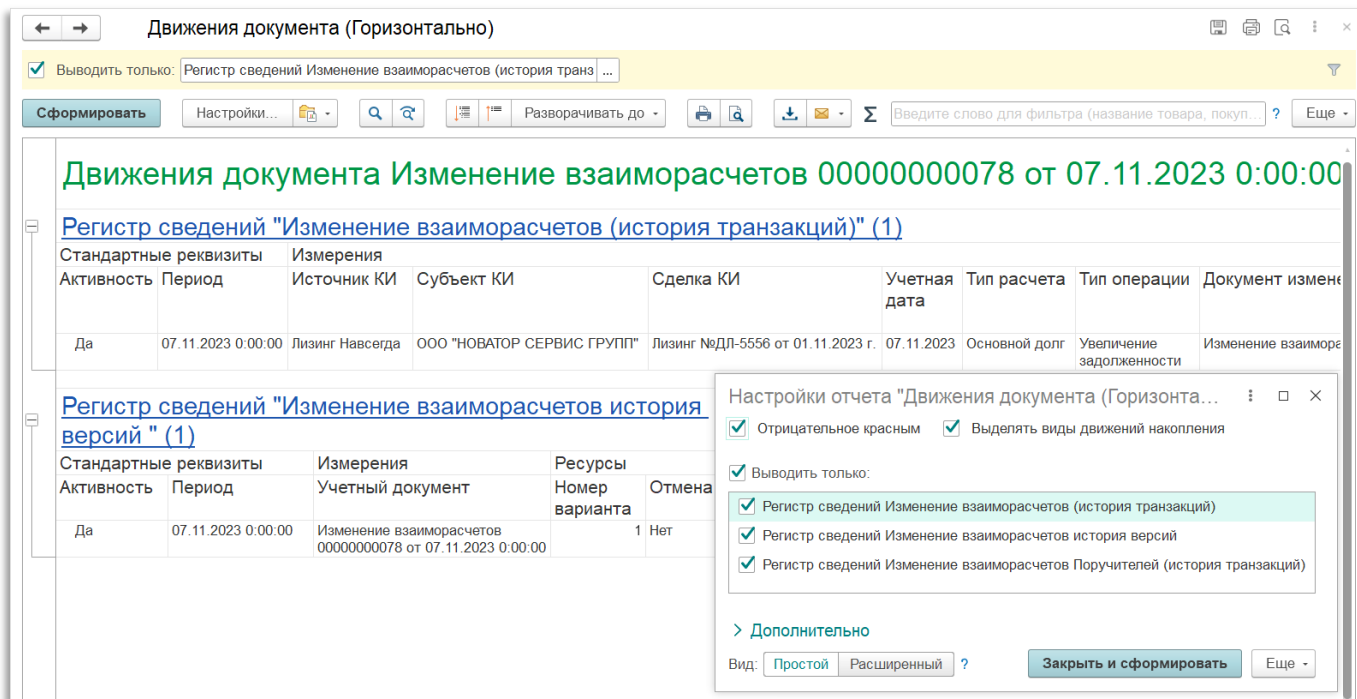 Движения документа (Горизонтально)
Выводить только: Регистр сведений Изменение взаиморасчетов (история транз ...
Сформировать Настройки... Разворачивать до Σ Введите слово для фильтра (название товара, покуп... ? Еще
Движения документа Изменение взаиморасчетов 00000000078 от 07.11.2023 0:00:00
Регистр сведений "Изменение взаиморасчетов (история транзакций)" (1)
Стандартные реквизиты Измерения
Активность Период Источник КИ Субъект КИ Сделка КИ Учетная Тип расчета Тип операции Документ измене
дата
Да 07.11.2023 0:00:00 Лизинг Навсегда ООО "НОВАТОР СЕРВИС ГРУПП" Лизинг №ДЛ-5556 от 01.11.2023 г. 07.11.2023 Основной долг Увеличение Изменение взаимора
задолженности
Регистр сведений "Изменение взаиморасчетов история
версий " (1)
Стандартные реквизиты Измерения Ресурсы
Активность Период Учетный документ Номер Отмена
варианта
Да 07.11.2023 0:00:00 Изменение взаиморасчетов 1 Нет
00000000078 от 07.11.2023 0:00:00
Настройки отчета "Движения документа (Горизонта...
Отрицательное красным Выделять виды движений накопления
Выводить только:
Регистр сведений Изменение взаиморасчетов (история транзакций)
Регистр сведений Изменение взаиморасчетов история версий
Регистр сведений Изменение взаиморасчетов Поручителей (история транзакций)
Дополнительно
Вид: Простой Расширенный ? Закрыть и сформировать Еще